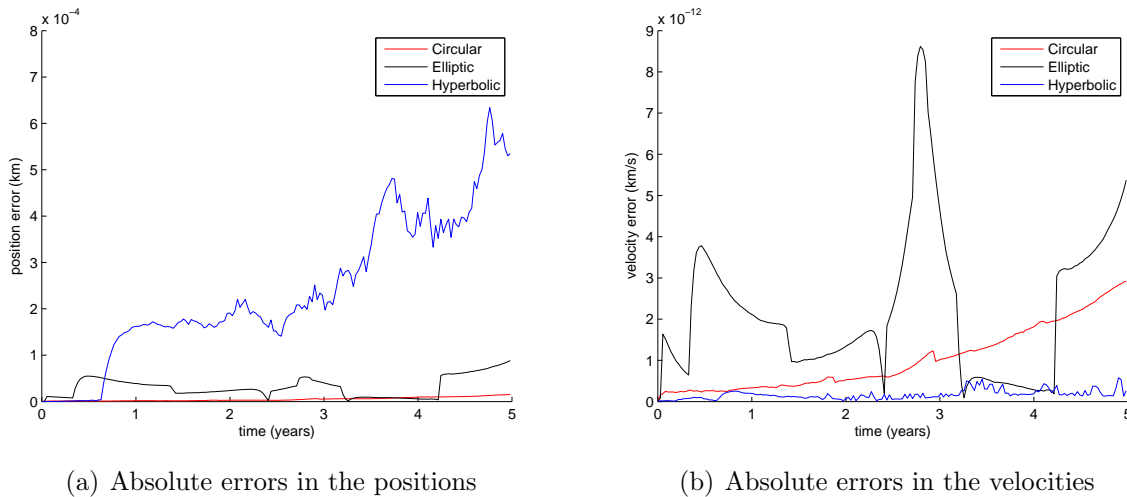 x 10⁻⁴
8
7
6
5
4
3
2
1
0
0 1 2 3 4 5
position error (km)
time (years)
Circular
Elliptic
Hyperbolic
(a) Absolute errors in the positions
x 10⁻¹²
9
8
7
6
5
4
3
2
1
0
0 1 2 3 4 5
velocity error (km/s)
time (years)
Circular
Elliptic
Hyperbolic
(b) Absolute errors in the velocities